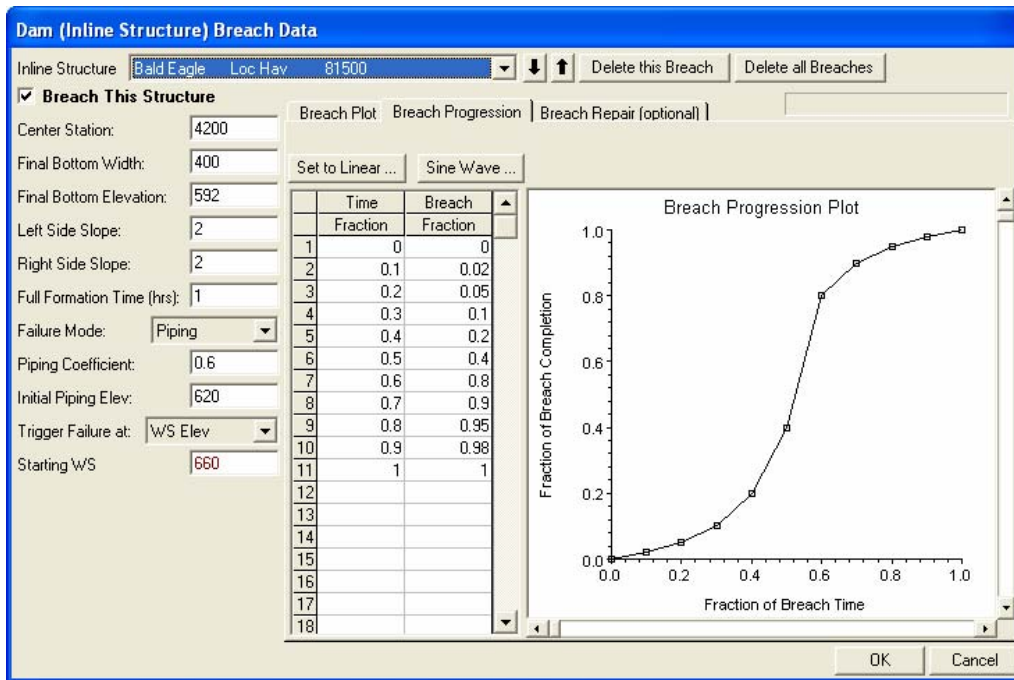 Dam (Inline Structure) Breach Data
Inline Structure Bald Eagle Loc Hav 81500 Delete this Breach Delete all Breaches
Breach This Structure
Center Station: 4200
Final Bottom Width: 400
Final Bottom Elevation: 592
Left Side Slope: 2
Right Side Slope: 2
Full Formation Time (hrs): 1
Failure Mode: Piping
Piping Coefficient: 0.6
Initial Piping Elev: 620
Trigger Failure at: WS Elev
Starting WS 660
Breach Plot Breach Progression Breach Repair (optional)
Set to Linear ... Sine Wave ...
Time Breach
Fraction Fraction
1 0 0
2 0.1 0.02
3 0.2 0.05
4 0.3 0.1
5 0.4 0.2
6 0.5 0.4
7 0.6 0.8
8 0.7 0.9
9 0.8 0.95
10 0.9 0.98
11 1 1
12
13
14
15
16
17
18
Breach Progression Plot
Fraction of Breach Completion
1.0
0.8
0.6
0.4
0.2
0.0
0.0 0.2 0.4 0.6 0.8 1.0
Fraction of Breach Time
OK Cancel